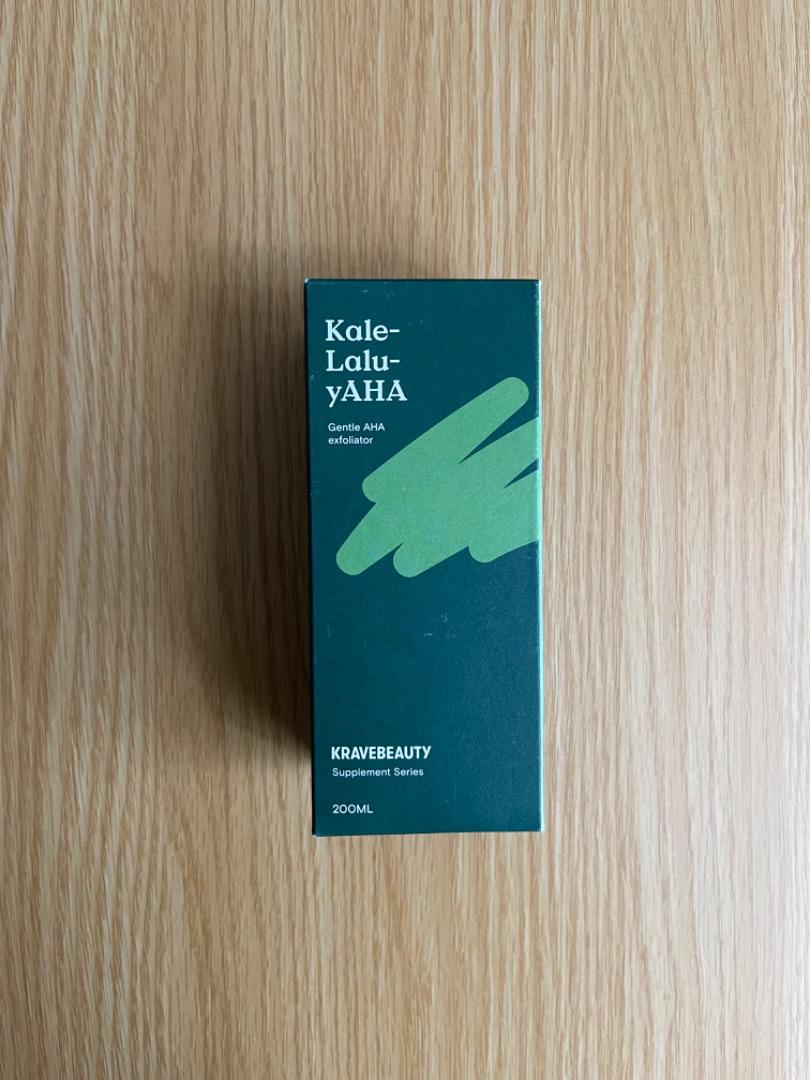 Kale-
Lalu-
yAHA
Gentle AHA
exfoliator
KRAVEBEAUTY
Supplement Series
200ML